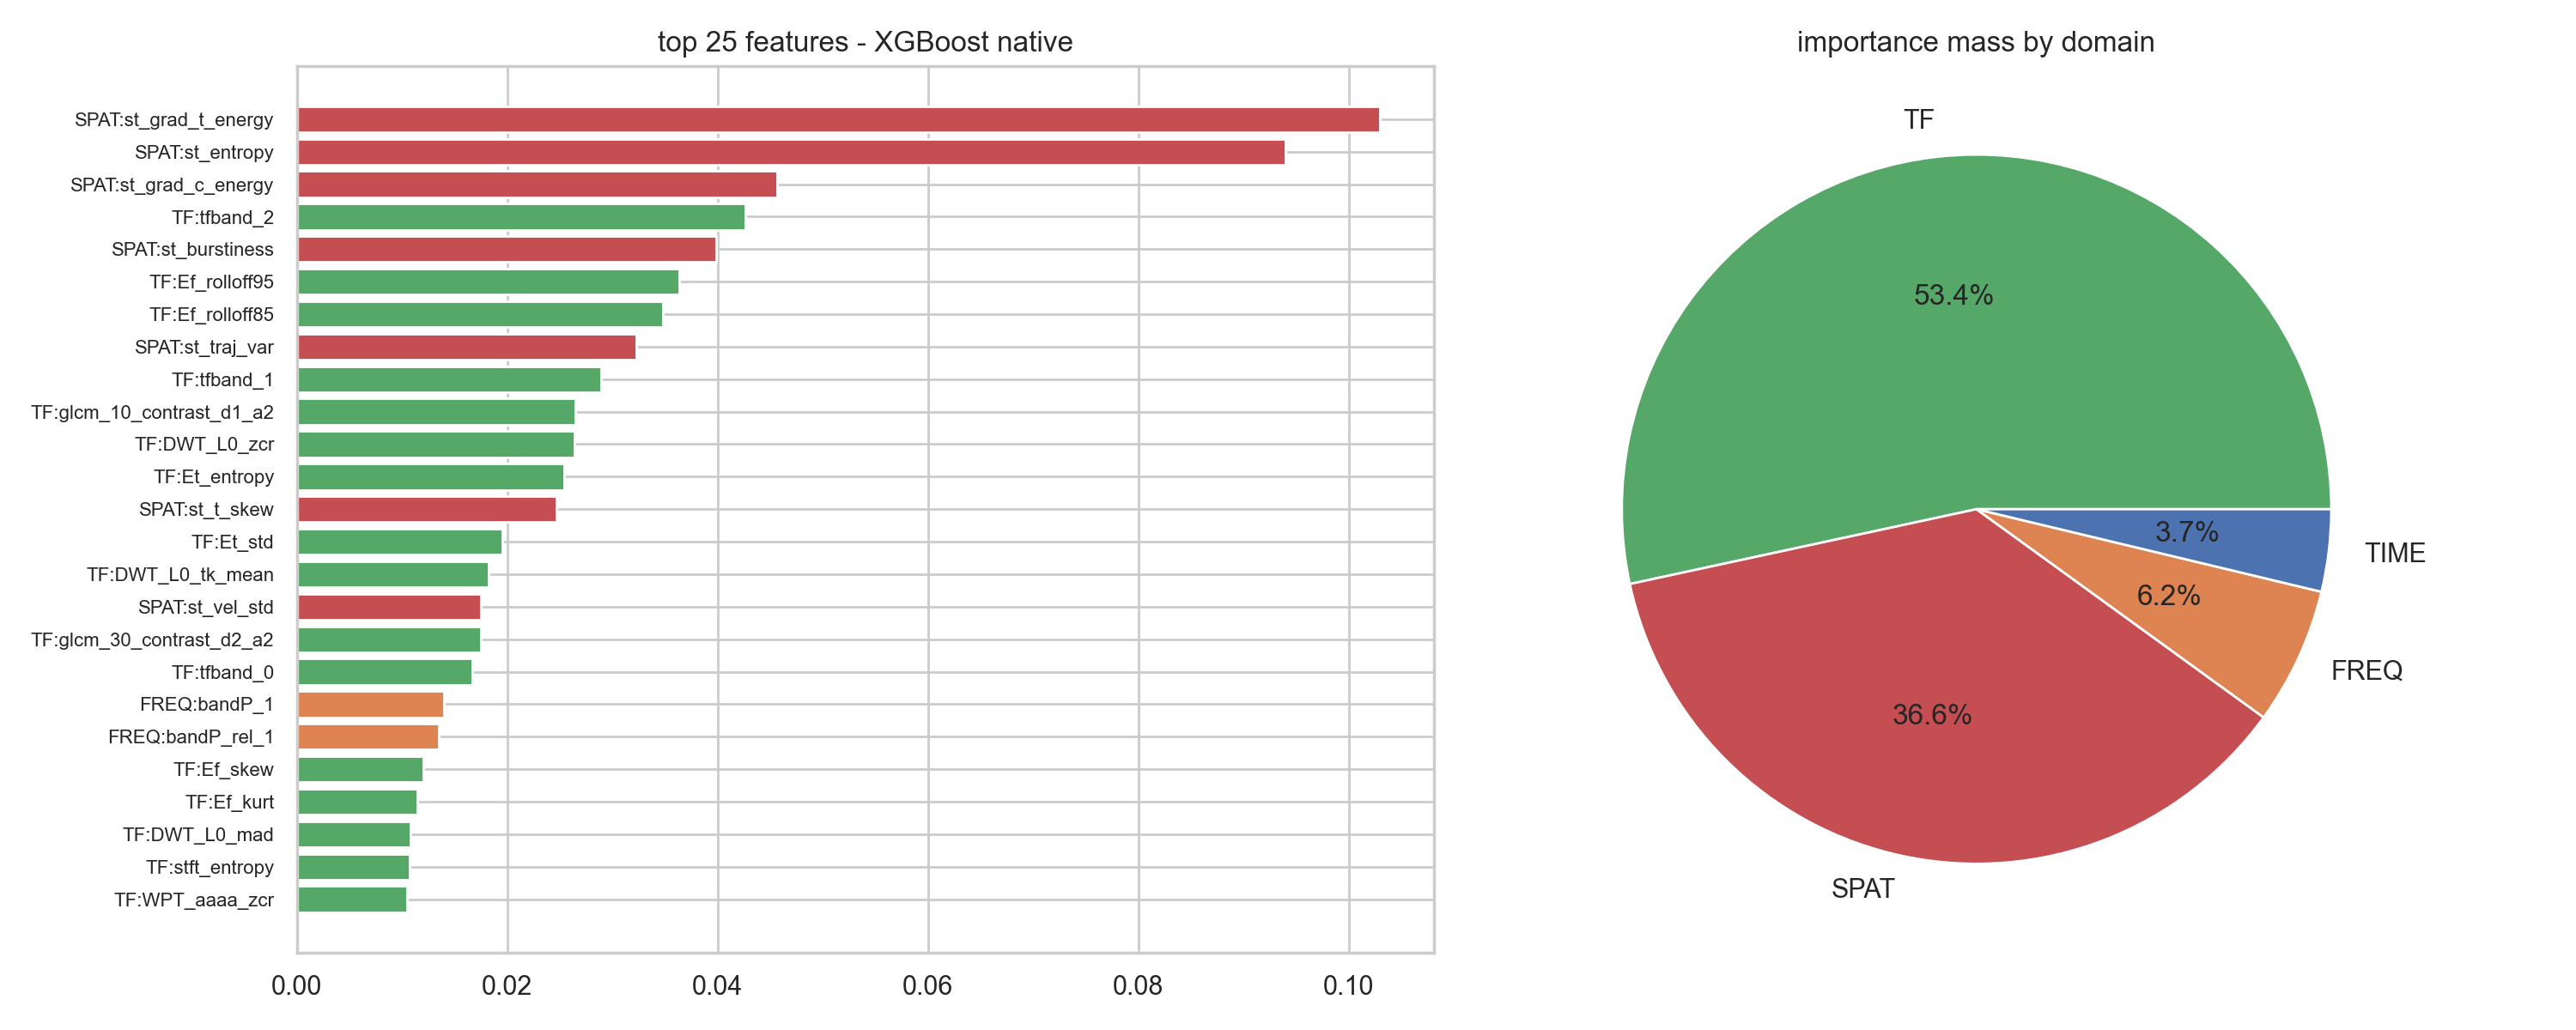 top 25 features - XGBoost native
SPAT:st_grad_t_energy
SPAT:st_entropy
SPAT:st_grad_c_energy
TF:tfband_2
SPAT:st_burstiness
TF:Ef_rolloff95
TF:Ef_rolloff85
SPAT:st_traj_var
TF:tfband_1
TF:glcm_10_contrast_d1_a2
TF:DWT_L0_zcr
TF:Et_entropy
SPAT:st_t_skew
TF:Et_std
TF:DWT_L0_tk_mean
SPAT:st_vel_std
TF:glcm_30_contrast_d2_a2
TF:tfband_0
FREQ:bandP_1
FREQ:bandP_rel_1
TF:Ef_skew
TF:Ef_kurt
TF:DWT_L0_mad
TF:stft_entropy
TF:WPT_aaaa_zcr
0.00 0.02 0.04 0.06 0.08 0.10
importance mass by domain
TF
53.4%
3.7%
TIME
6.2%
FREQ
36.6%
SPAT